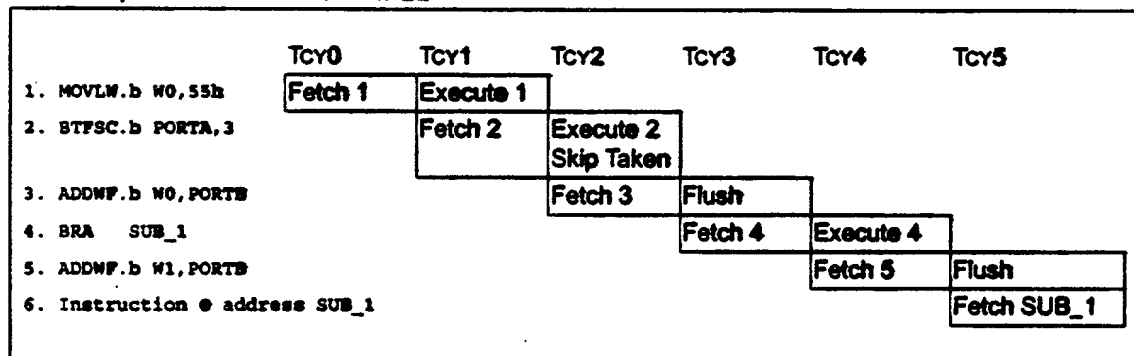 TCY0 TCY1 TCY2 TCY3 TCY4 TCY5
1. MOVLW.b W0,55h Fetch 1 Execute 1
2. BTFSC.b PORTA,3 Fetch 2 Execute 2
Skip Taken
3. ADDWF.b W0,PORTB Fetch 3 Flush
4. BRA SUB_1 Fetch 4 Execute 4
5. ADDWF.b W1,PORTB Fetch 5 Flush
6. Instruction @ address SUB_1 Fetch SUB_1